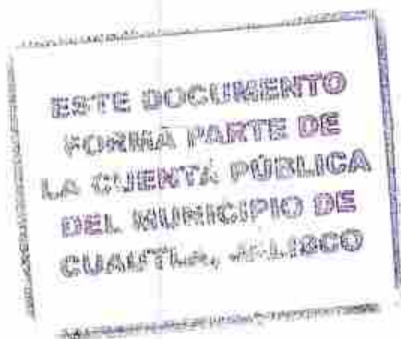 ESTE DOCUMENTO
FORMA PARTE DE
LA CUENTA PÚBLICA
DEL MUNICIPIO DE
CUAUTLA, JALISCO